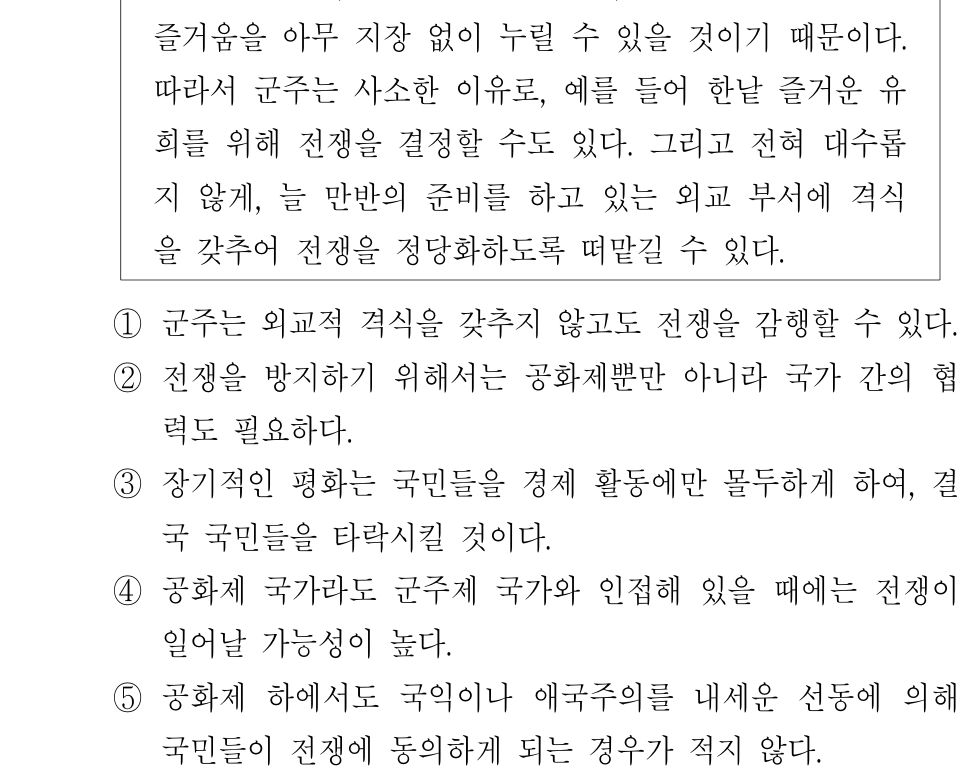 즐거움을 아무 지장 없이 누릴 수 있을 것이기 때문이다.
따라서 군주는 사소한 이유로, 예를 들어 한낱 즐거운 유
희를 위해 전쟁을 결정할 수도 있다. 그리고 전혀 대수롭
지 않게, 늘 만반의 준비를 하고 있는 외교 부서에 격식
을 갖추어 전쟁을 정당화하도록 떠맡길 수 있다.
① 군주는 외교적 격식을 갖추지 않고도 전쟁을 감행할 수 있다.
② 전쟁을 방지하기 위해서는 공화제뿐만 아니라 국가 간의 협
력도 필요하다.
③ 장기적인 평화는 국민들을 경제 활동에만 몰두하게 하여, 결
국 국민들을 타락시킬 것이다.
④ 공화제 국가라도 군주제 국가와 인접해 있을 때에는 전쟁이
일어날 가능성이 높다.
⑤ 공화제 하에서도 국익이나 애국주의를 내세운 선동에 의해
국민들이 전쟁에 동의하게 되는 경우가 적지 않다.